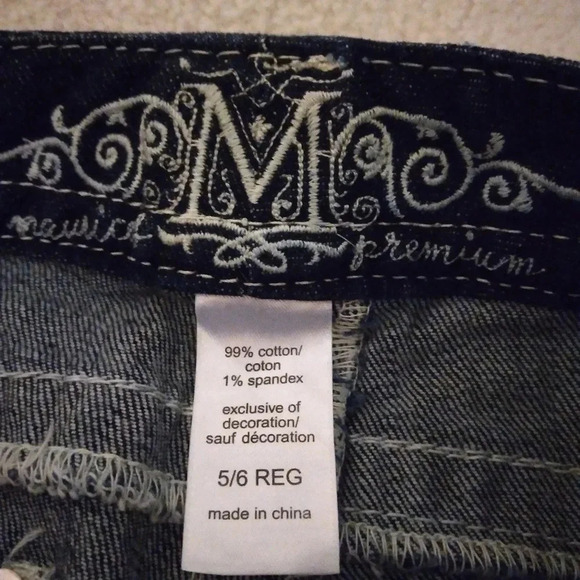 M
maurices premium
99% cotton/
coton
1% spandex
exclusive of
decoration/
sauf décoration
5/6 REG
made in china